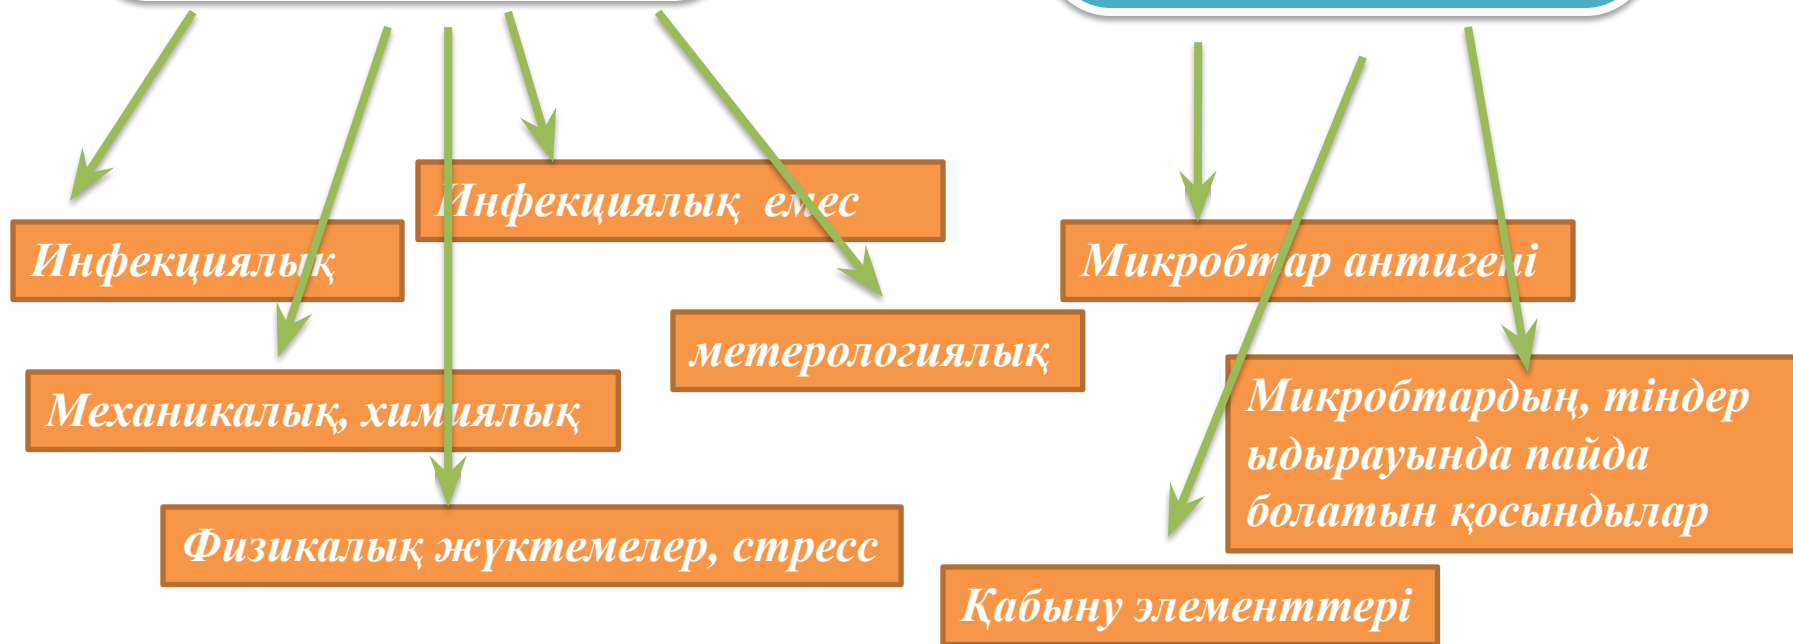 Инфекциялық емес
Инфекциялық
Микробтар антигені
метерологиялық
Механикалық, химиялық
Микробтардың, тіндер
ыдырауында пайда
болатын қосындылар
Физикалық жүктемелер, стресс
Қабыну элементтері